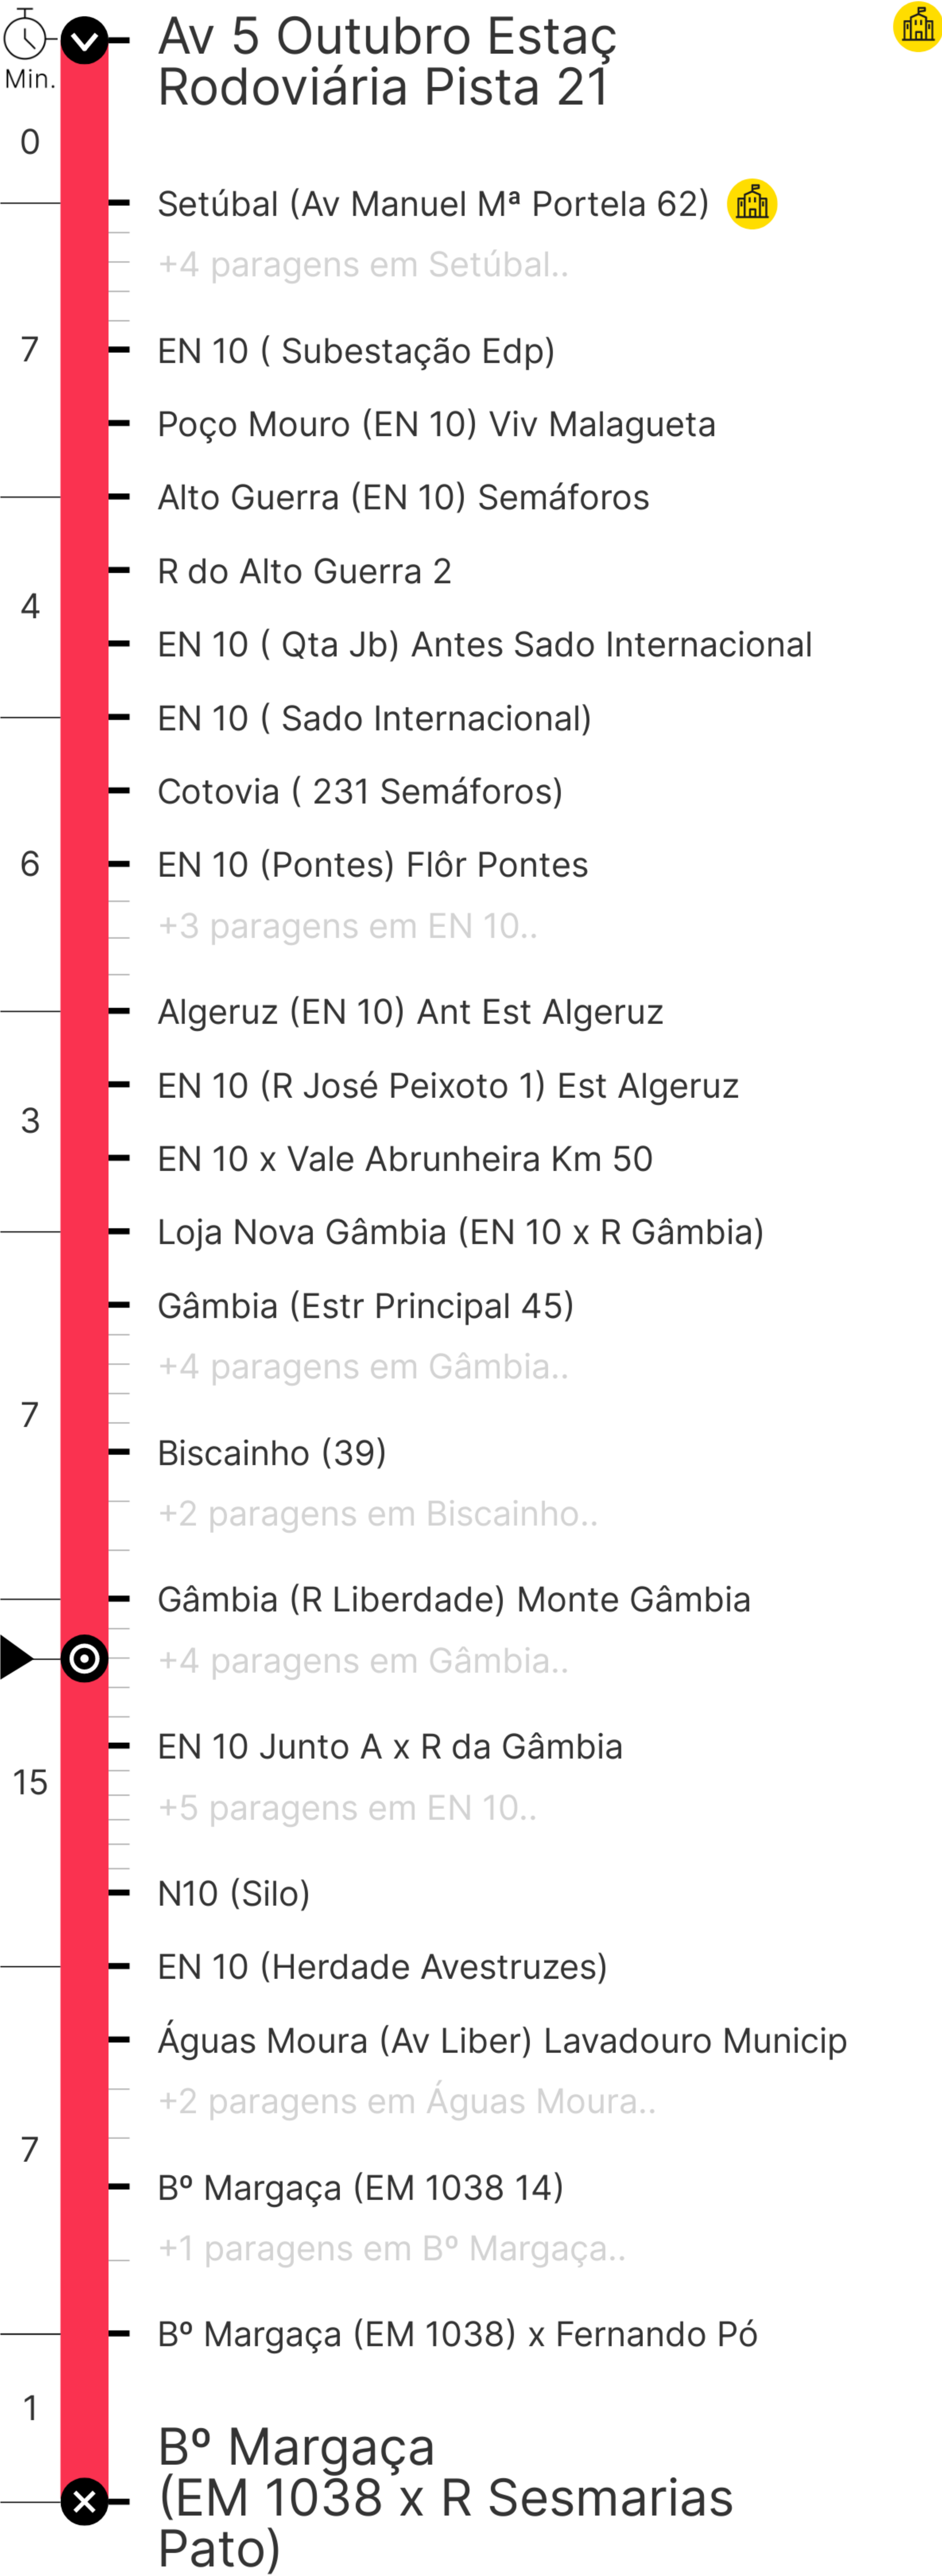 Av 5 Outubro Estaç
Rodoviária Pista 21
Min.
0
Setúbal (Av Manuel Mª Portela 62)
+4 paragens em Setúbal..
7
EN 10 ( Subestação Edp)
Poço Mouro (EN 10) Viv Malagueta
Alto Guerra (EN 10) Semáforos
R do Alto Guerra 2
4
EN 10 ( Qta Jb) Antes Sado Internacional
EN 10 ( Sado Internacional)
Cotovia ( 231 Semáforos)
6
EN 10 (Pontes) Flôr Pontes
+3 paragens em EN 10..
Algeruz (EN 10) Ant Est Algeruz
EN 10 (R José Peixoto 1) Est Algeruz
3
EN 10 x Vale Abrunheira Km 50
Loja Nova Gâmbia (EN 10 x R Gâmbia)
Gâmbia (Estr Principal 45)
+4 paragens em Gâmbia..
7
Biscainho (39)
+2 paragens em Biscainho..
Gâmbia (R Liberdade) Monte Gâmbia
+4 paragens em Gâmbia..
EN 10 Junto A x R da Gâmbia
15
+5 paragens em EN 10..
N10 (Silo)
EN 10 (Herdade Avestruzes)
Águas Moura (Av Liber) Lavadouro Municip
+2 paragens em Águas Moura..
7
Bº Margaça (EM 1038 14)
+1 paragens em Bº Margaça..
Bº Margaça (EM 1038) x Fernando Pó
1
Bº Margaça
(EM 1038 x R Sesmarias
Pato)